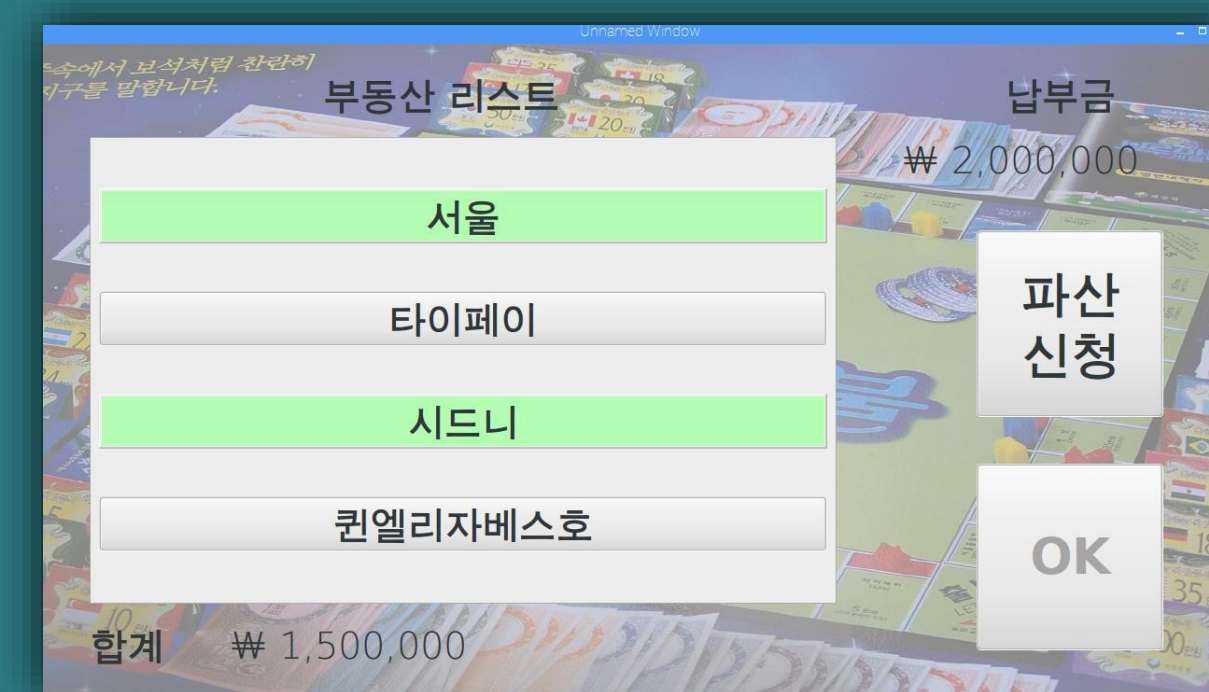 Unnamed Window
속에서 보석처럼 찬란히
지구를 말합니다.
부동산 리스트
납부금
₩ 2,000,000
서울
타이페이
시드니
퀸엘리자베스호
파산
신청
OK
합계 ₩ 1,500,000